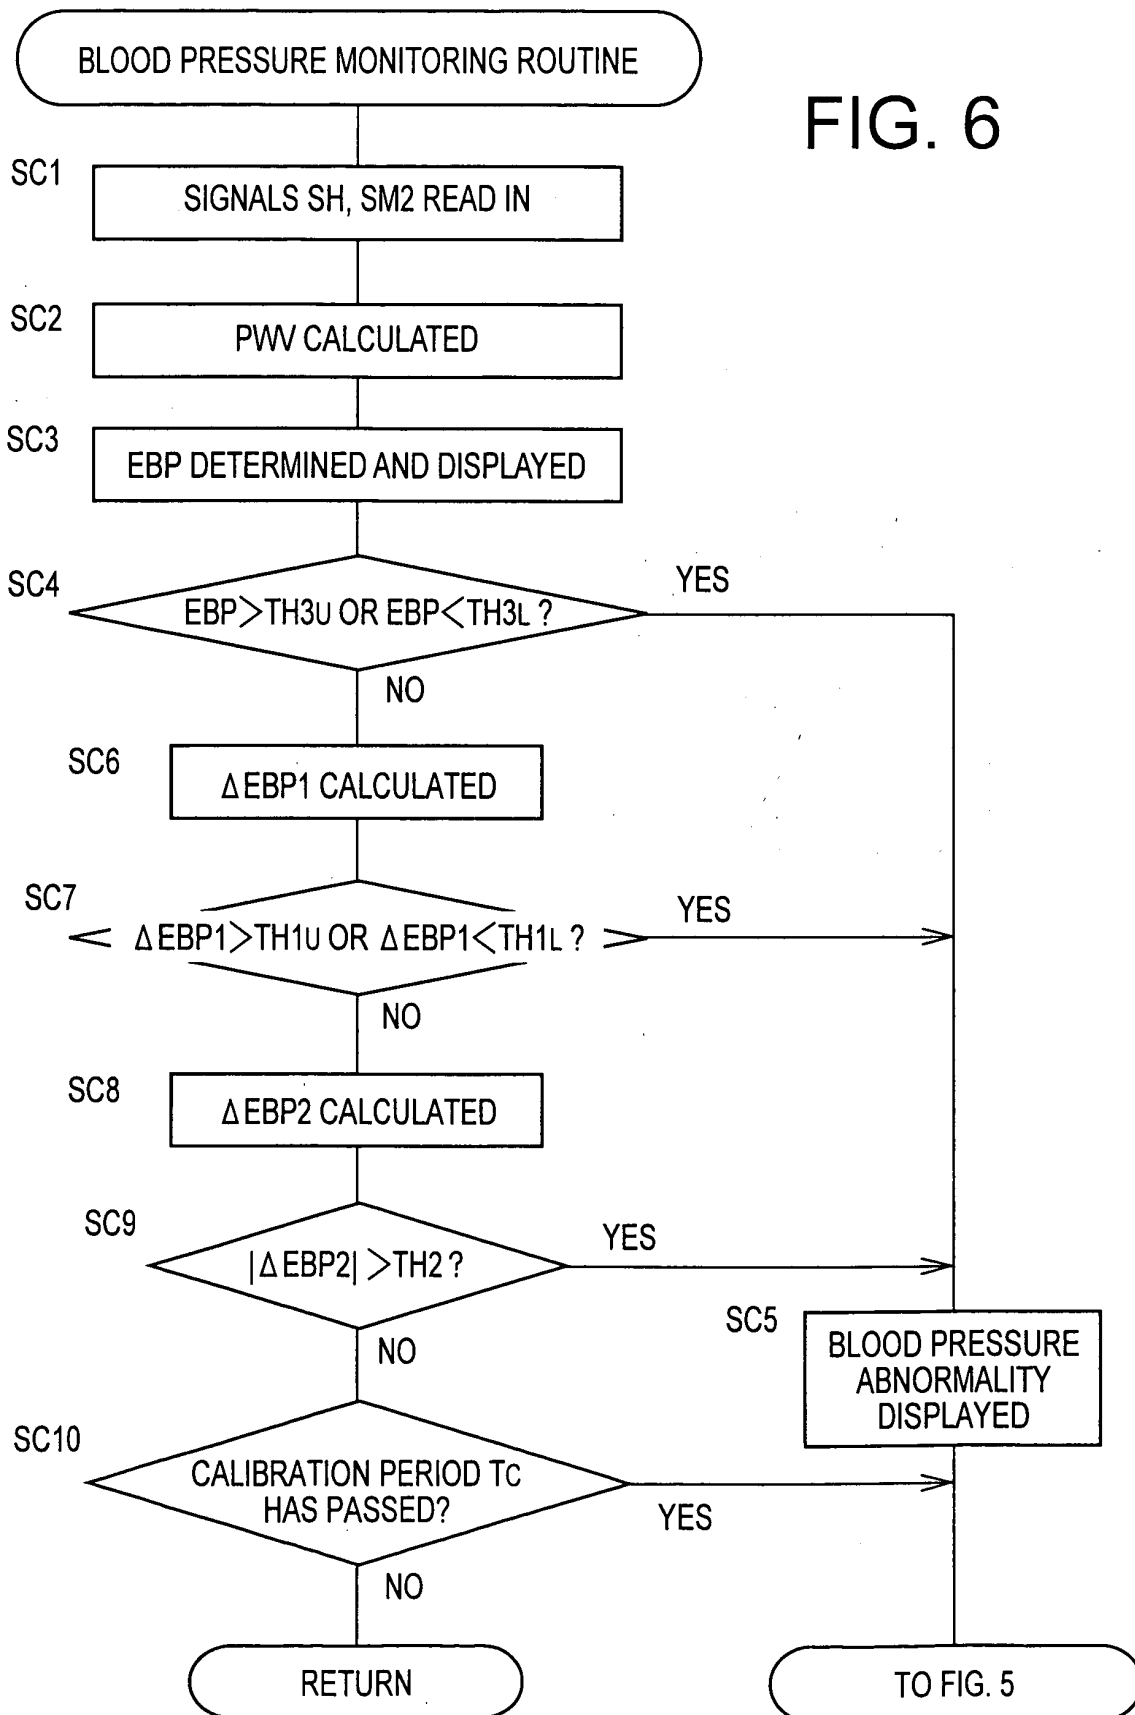 BLOOD PRESSURE MONITORING ROUTINE
FIG. 6
SC1
SIGNALS SH, SM2 READ IN
SC2
PWV CALCULATED
SC3
EBP DETERMINED AND DISPLAYED
SC4
EBP>TH3U OR EBP<TH3L ?
YES
NO
SC6
ΔEBP1 CALCULATED
SC7
ΔEBP1>TH1U OR ΔEBP1<TH1L ?
YES
NO
SC8
ΔEBP2 CALCULATED
SC9
|ΔEBP2| >TH2 ?
YES
NO
SC5
BLOOD PRESSURE
ABNORMALITY
DISPLAYED
SC10
CALIBRATION PERIOD Tc
HAS PASSED?
YES
NO
RETURN
TO FIG. 5